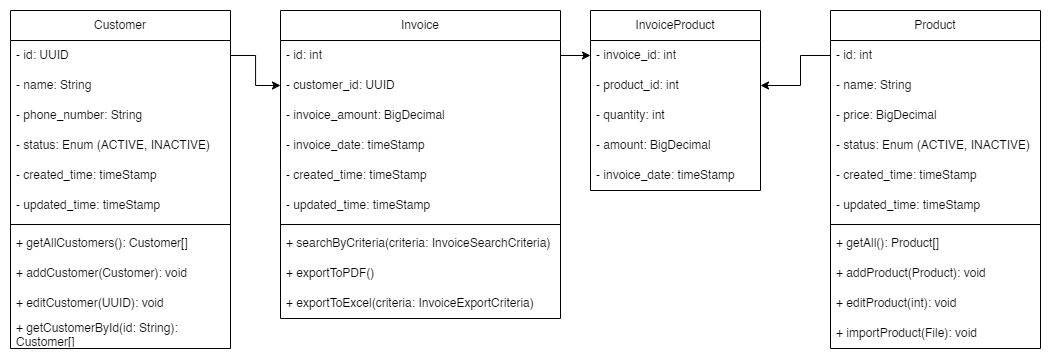 Customer
- id: UUID
- name: String
- phone_number: String
- status: Enum (ACTIVE, INACTIVE)
- created_time: timeStamp
- updated_time: timeStamp
+ getAllCustomers(): Customer[]
+ addCustomer(Customer): void
+ editCustomer(UUID): void
+ getCustomerById(id: String):
Customer[]
Invoice
- id: int
- customer_id: UUID
- invoice_amount: BigDecimal
- invoice_date: timeStamp
- created_time: timeStamp
- updated_time: timeStamp
+ searchByCriteria(criteria: InvoiceSearchCriteria)
+ exportToPDF()
+ exportToExcel(criteria: InvoiceExportCriteria)
InvoiceProduct
- invoice_id: int
- product_id: int
- quantity: int
- amount: BigDecimal
- invoice_date: timeStamp
Product
- id: int
- name: String
- price: BigDecimal
- status: Enum (ACTIVE, INACTIVE)
- created_time: timeStamp
- updated_time: timeStamp
+ getAll(): Product[]
+ addProduct(Product): void
+ editProduct(int): void
+ importProduct(File): void